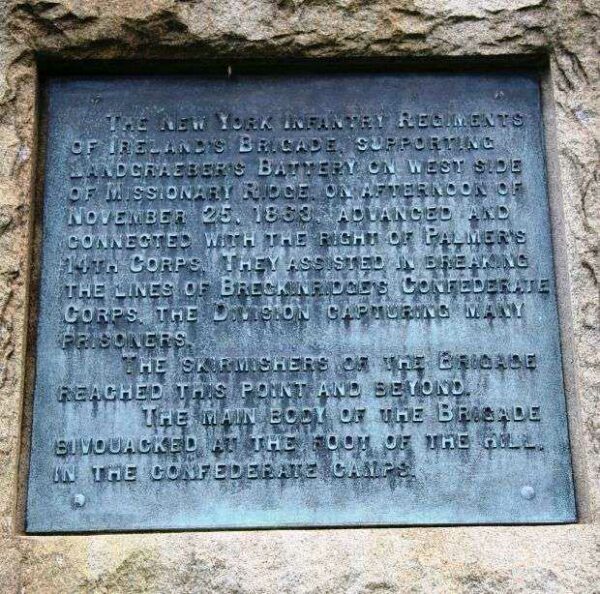 THE NEW YORK INFANTRY REGIMENTS
OF IRELAND'S BRIGADE, SUPPORTING
LANDGRAEBER'S BATTERY ON WEST SIDE
OF MISSIONARY RIDGE, ON AFTERNOON OF
NOVEMBER 25, 1863, ADVANCED AND
CONNECTED WITH THE RIGHT OF PALMER'S
14TH CORPS. THEY ASSISTED IN BREAKING
THE LINES OF BRECKINRIDGE'S CONFEDERATE
CORPS, THE DIVISION CAPTURING MANY
PRISONERS.
THE SKIRMISHERS OF THE BRIGADE
REACHED THIS POINT AND BEYOND.
THE MAIN BODY OF THE BRIGADE
BIVOUACKED AT THE FOOT OF THE HILL,
IN THE CONFEDERATE CAMPS.